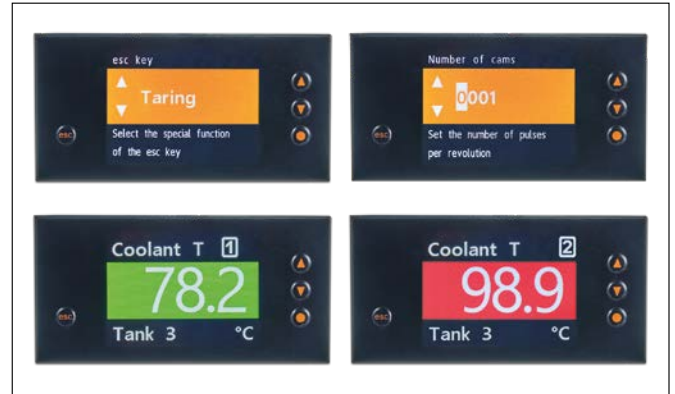 esc key
Taring
Select the special function
of the esc key
esc
Number of cams
0001
Set the number of pulses
per revolution
esc
Coolant T 1
78.2
Tank 3 °C
esc
Coolant T 2
98.9
Tank 3 °C
esc